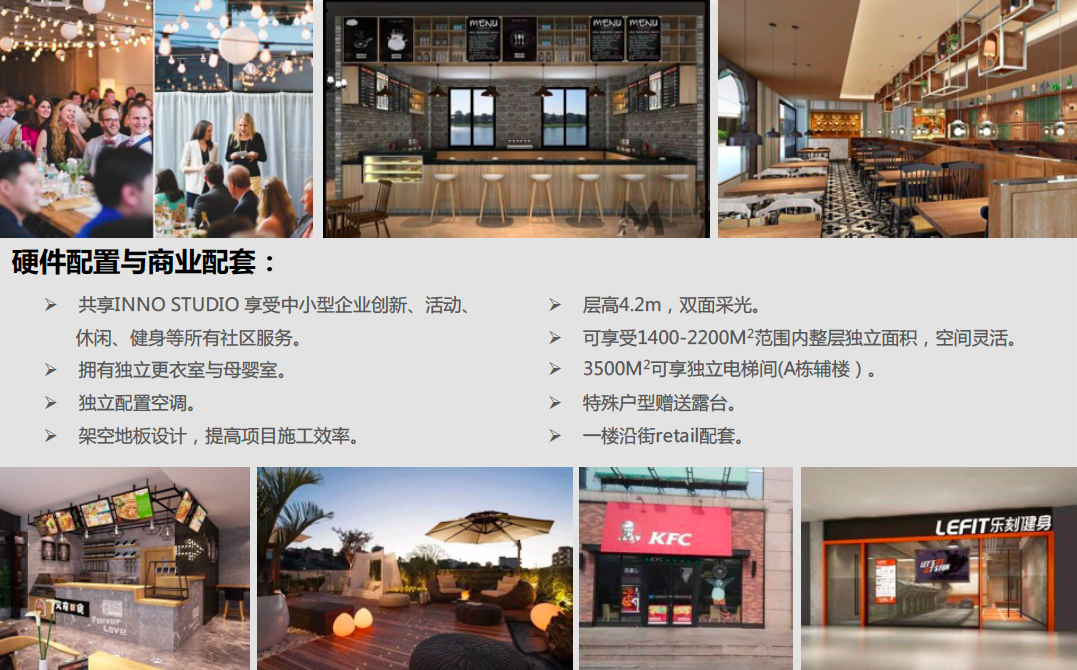 MENU
MENU
MENU
硬件配置与商业配套：
➢ 共享INNO STUDIO 享受中小型企业创新、活动、
休闲、健身等所有社区服务。
➢ 拥有独立更衣室与母婴室。
➢ 独立配置空调。
➢ 架空地板设计，提高项目施工效率。
➢ 层高4.2m，双面采光。
➢ 可享受1400-2200M²范围内整层独立面积，空间灵活。
➢ 3500M²可享独立电梯间(A栋辅楼）。
➢ 特殊户型赠送露台。
➢ 一楼沿街retail配套。
Forever
Love
KFC
LEFIT乐刻健身
LET'S
LET'S FUN